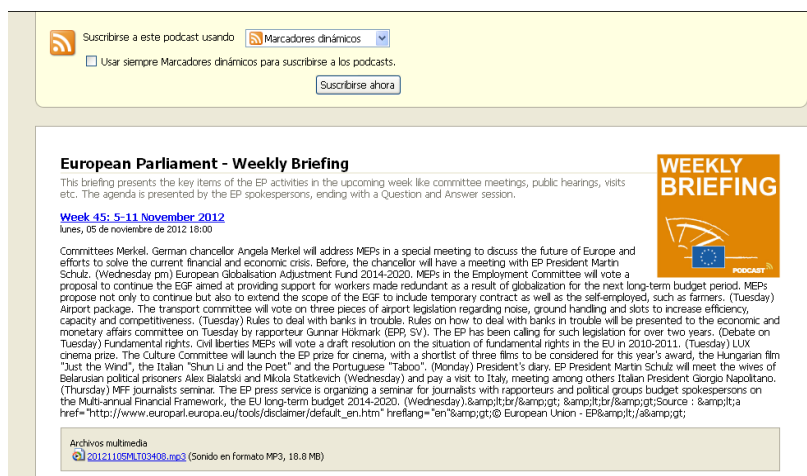 Suscribirse a este podcast usando Marcadores dinámicos
Usar siempre Marcadores dinámicos para suscribirse a los podcasts.
Suscribirse ahora
European Parliament - Weekly Briefing
This briefing presents the key items of the EP activities in the upcoming week like committee meetings, public hearings, visits
etc. The agenda is presented by the EP spokespersons, ending with a Question and Answer session.
WEEKLY
BRIEFING
PODCAST
Week 45: 5-11 November 2012
lunes, 05 de noviembre de 2012 18:00
Committees Merkel. German chancellor Angela Merkel will address MEPs in a special meeting to discuss the future of Europe and
efforts to solve the current financial and economic crisis. Before, the chancellor will have a meeting with EP President Martin
Schulz. (Wednesday pm) European Globalisation Adjustment Fund 2014-2020. MEPs in the Employment Committee will vote a
proposal to continue the EGF aimed at providing support for workers made redundant as a result of globalization for the next long-term budget period. MEPs
propose not only to continue but also to extend the scope of the EGF to include temporary contract as well as the self-employed, such as farmers. (Tuesday)
Airport package. The transport committee will vote on three pieces of airport legislation regarding noise, ground handling and slots to increase efficiency,
capacity and competitiveness. (Tuesday) Rules to deal with banks in trouble. Rules on how to deal with banks in trouble will be presented to the economic and
monetary affairs committee on Tuesday by rapporteur Gunnar Hökmark (EPP, SV). The EP has been calling for such legislation for over two years. (Debate on
Tuesday) Fundamental rights. Civil liberties MEPs will vote a draft resolution on the situation of fundamental rights in the EU in 2010-2011. (Tuesday) LUX
cinema prize. The Culture Committee will launch the EP prize for cinema, with a shortlist of three films to be considered for this year's award, the Hungarian film
"Just the Wind", the Italian "Shun Li and the Poet" and the Portuguese "Taboo". (Monday) President's diary. EP President Martin Schulz will meet the wives of
Belarusian political prisoners Alex Bialatski and Mikola Statkevich (Wednesday) and pay a visit to Italy, meeting among others Italian President Giorgio Napolitano.
(Thursday) MFF journalists seminar. The EP press service is organizing a seminar for journalists with rapporteurs and political groups budget spokespersons on
the Multi-annual Financial Framework, the EU long-term budget 2014-2020. (Wednesday).&amp;lt;br/&amp;gt; &amp;lt;br/&amp;gt;Source : &amp;lt;a
href="http://www.europarl.europa.eu/tools/disclaimer/default_en.htm" hreflang="en"&amp;gt;© European Union - EP&amp;lt;/a&amp;gt;
Archivos multimedia
20121105MLT03408.mp3 (Sonido en formato MP3, 18.8 MB)